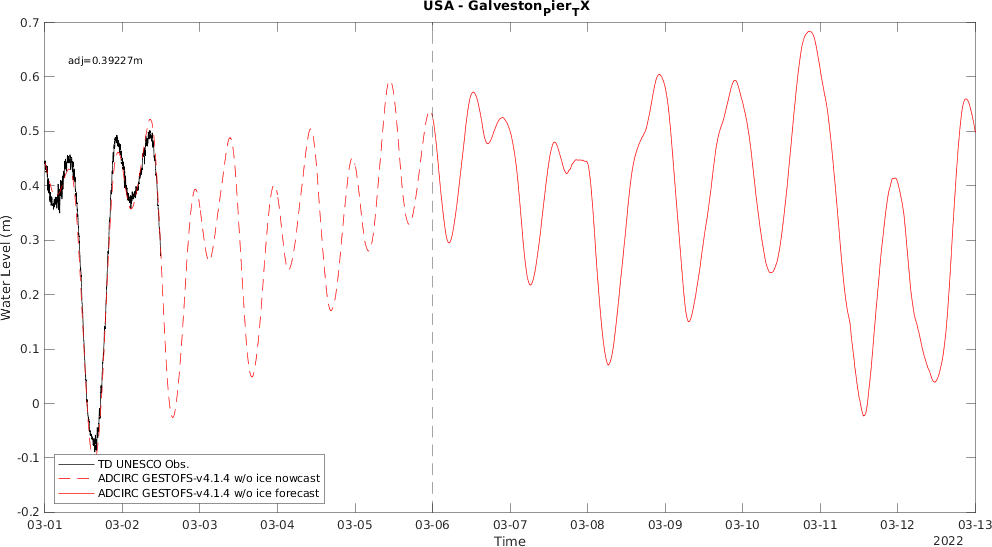 USA - GalvestonPierTX
adj=0.39227m
0.7
0.6
0.5
0.4
0.3
0.2
0.1
0
-0.1
-0.2
Water Level (m)
TD UNESCO Obs.
ADCIRC GESTOFS-v4.1.4 w/o ice nowcast
ADCIRC GESTOFS-v4.1.4 w/o ice forecast
03-01 03-02 03-03 03-04 03-05 03-06 03-07 03-08 03-09 03-10 03-11 03-12 03-13
Time
2022